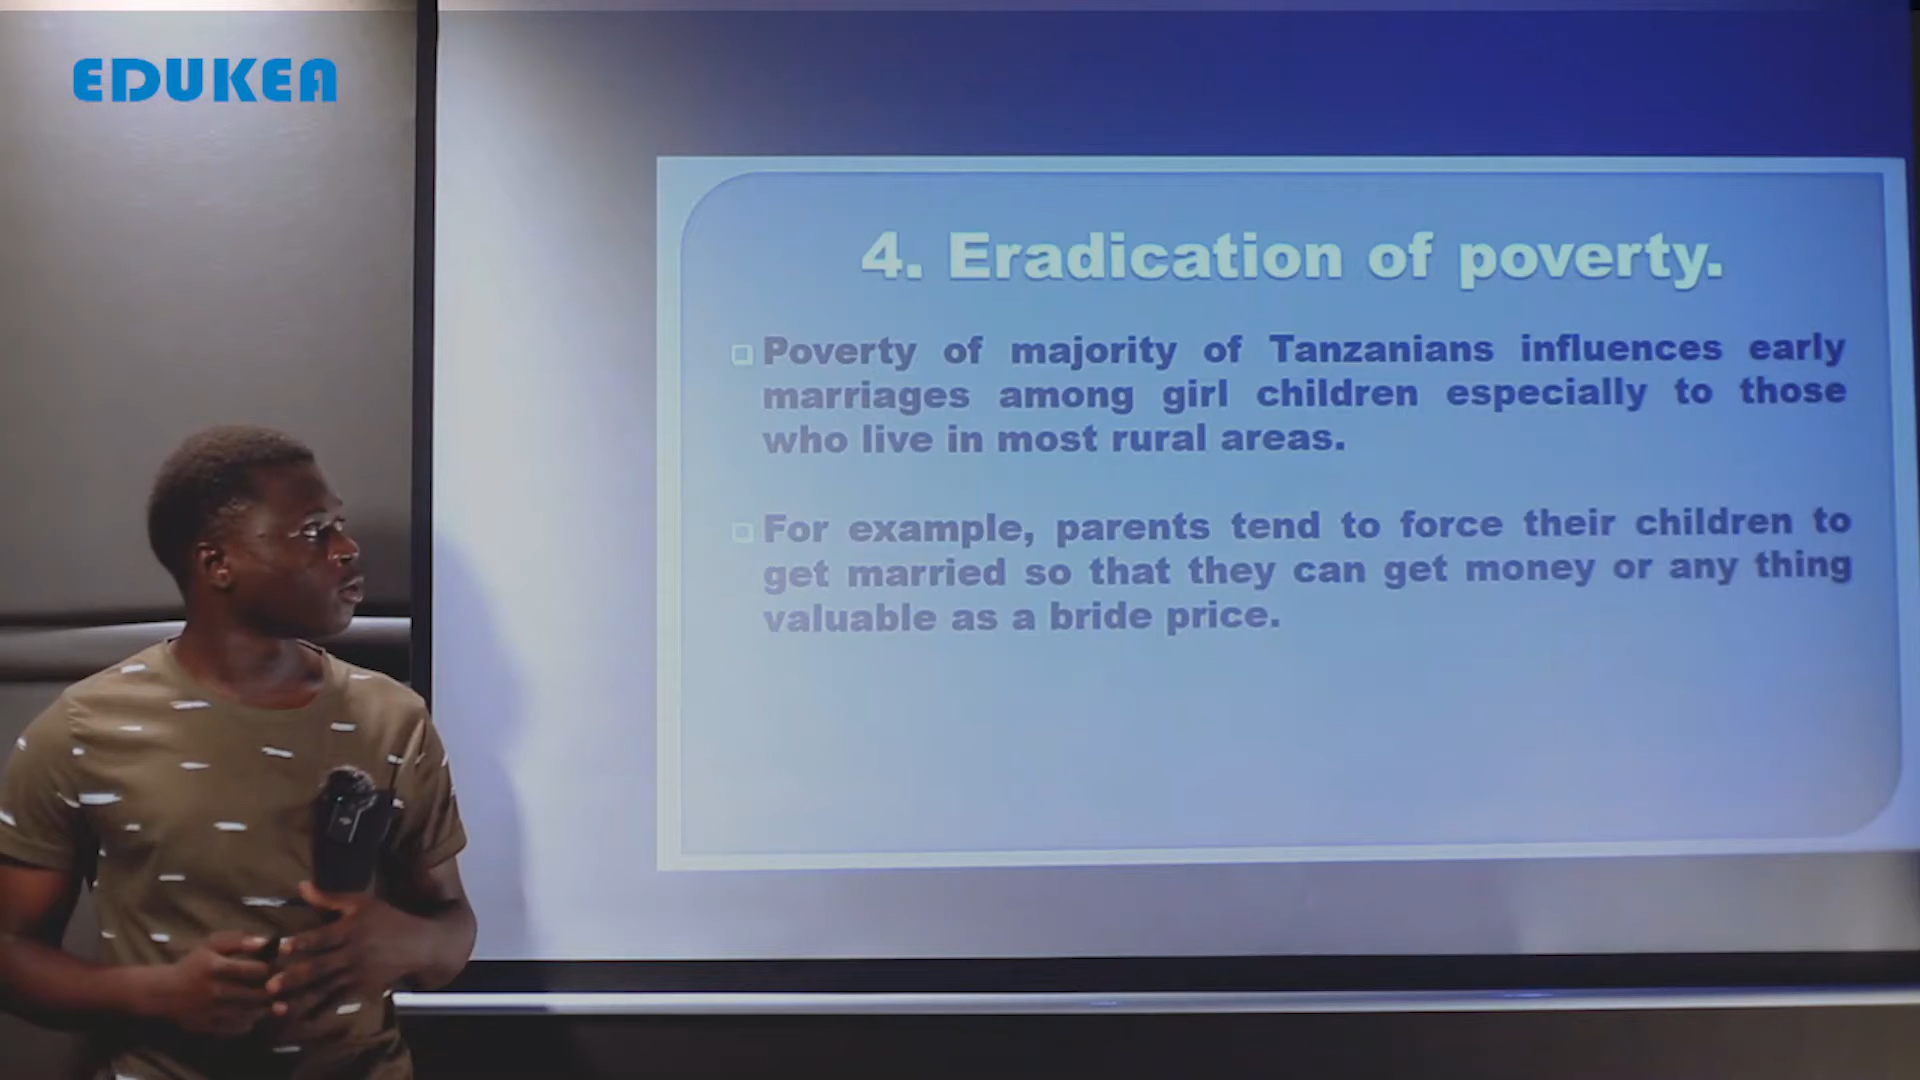 EDUKEA
4. Eradication of poverty.
Poverty of majority of Tanzanians influences early
marriages among girl children especially to those
who live in most rural areas.
For example, parents tend to force their children to
get married so that they can get money or any thing
valuable as a bride price.